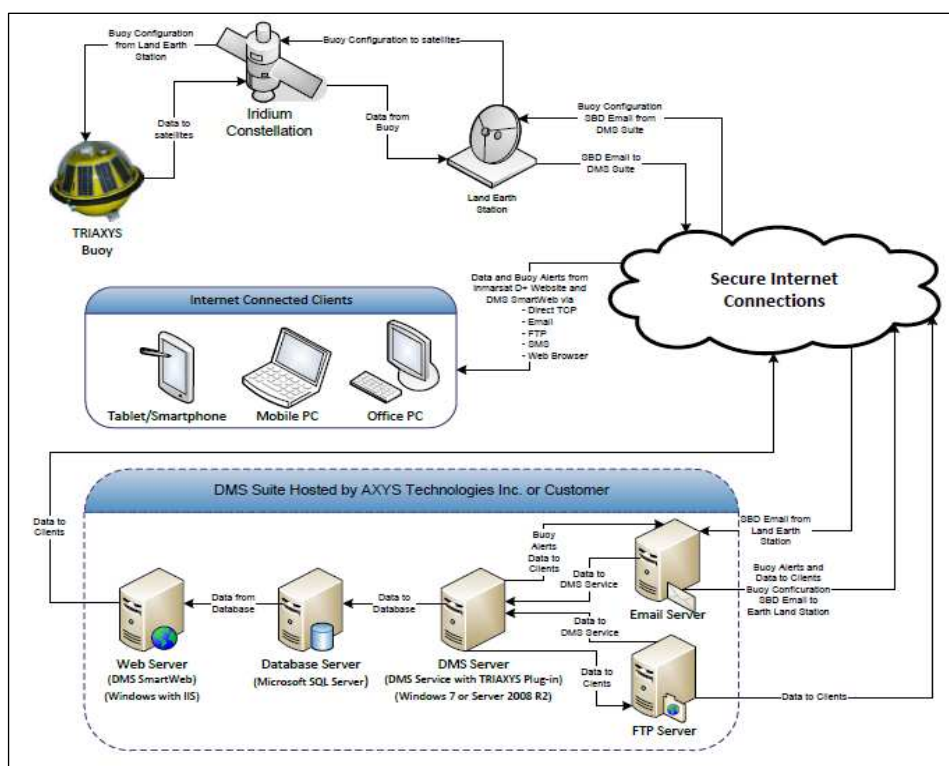 Buoy Configuration
from Land Earth
Station
Buoy Configuration to satellites
Iridium
Constellation
Data to
satellites
Data from
Buoy
Buoy Configuration
SBD Email from
DMS Suite
SBD Email to
DMS Suite
Land Earth
Station
TRIAXYS
Buoy
Secure Internet
Connections
Data and Buoy Alerts from
Inmarsat D+ Website and
DMS SmartWeb via
- Direct TCP
- Email
- FTP
- SMS
- Web Browser
Internet Connected Clients
Tablet/Smartphone
Mobile PC
Office PC
DMS Suite Hosted by AXYS Technologies Inc. or Customer
Data to
Clients
Buoy
Alerts
Data to
Clients
SBD Email from
Land Earth
Station
Data to
DMS Service
Buoy Alerts and
Data to Clients
Buoy Configuration
SBD Email to
Earth Land Station
Email Server
Data from
Database
Data to
Database
Data to
DMS Service
Web Server
(DMS SmartWeb)
(Windows with IIS)
Database Server
(Microsoft SQL Server)
DMS Server
(DMS Service with TRIAXYS Plug-in)
(Windows 7 or Server 2008 R2)
Data to
Clients
Data to Clients
FTP Server